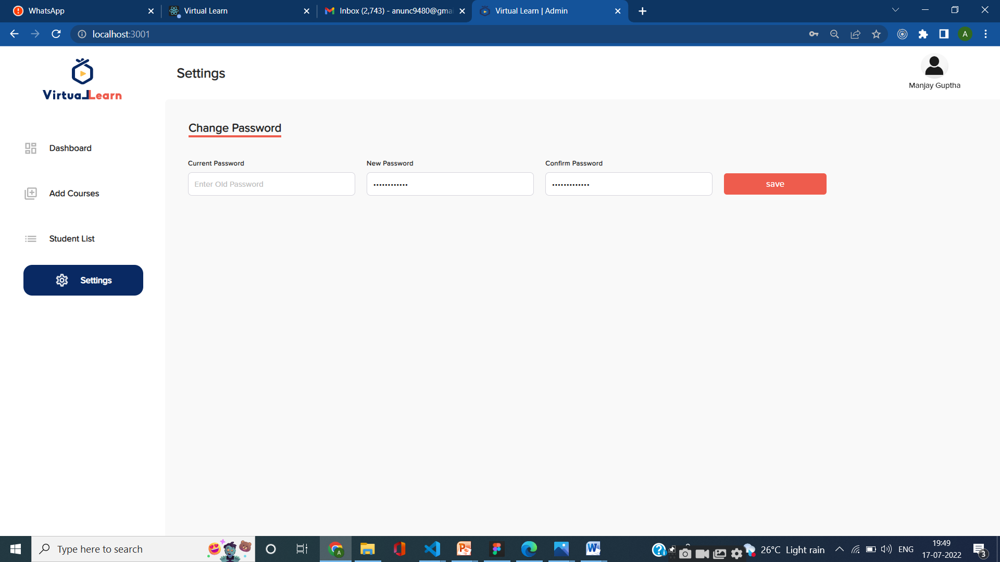 WhatsApp
Virtual Learn
Inbox (2,743) - anunc9480@gma
Virtual Learn | Admin
localhost:3001
A
Virtual Learn
Settings
Manjay Guptha
Change Password
Dashboard
Current Password
New Password
Confirm Password
Enter Old Password
••••••••••••
•••••••••••••
save
Add Courses
Student List
Settings
Type here to search
26°C Light rain
ENG
19:49
17-07-2022
3